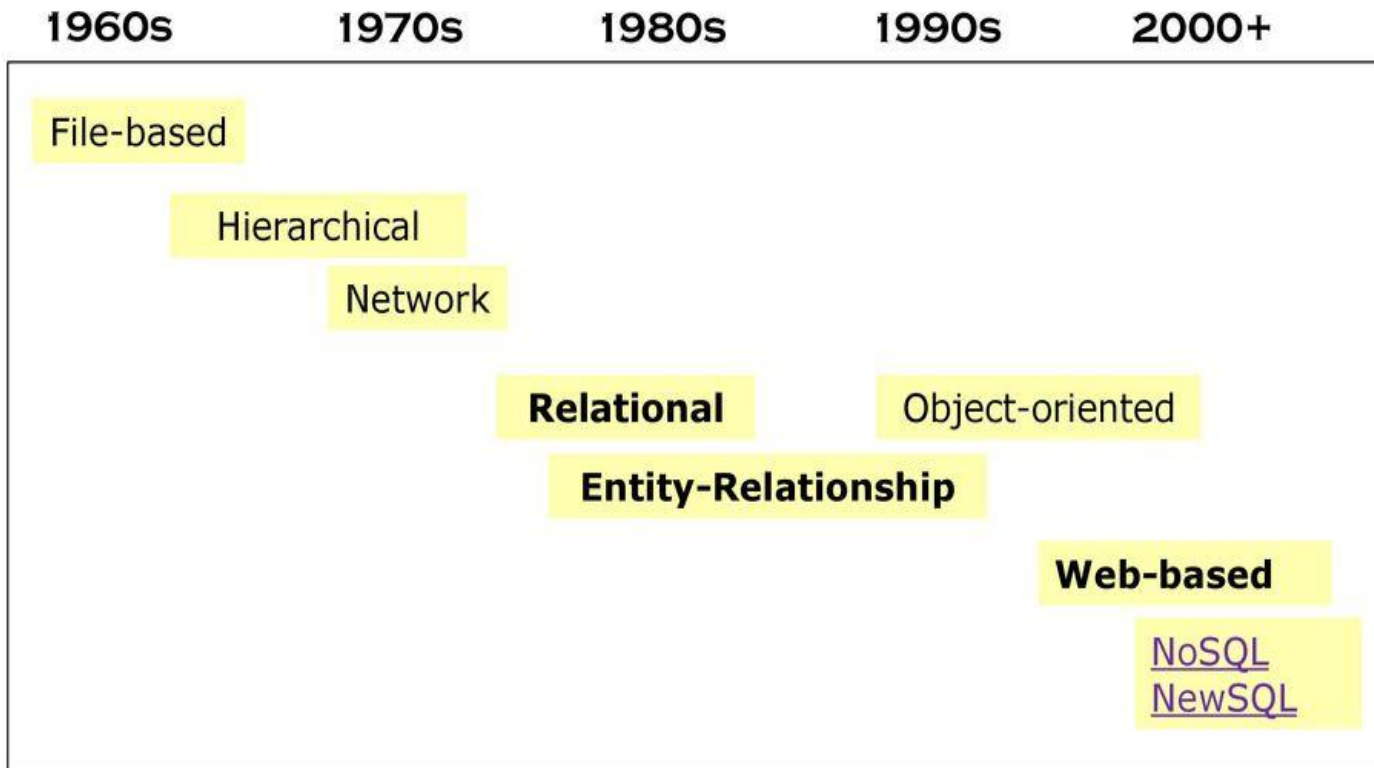 1960s 1970s 1980s 1990s 2000+
File-based
Hierarchical
Network
Relational Object-oriented
Entity-Relationship
Web-based
NoSQL
NewSQL